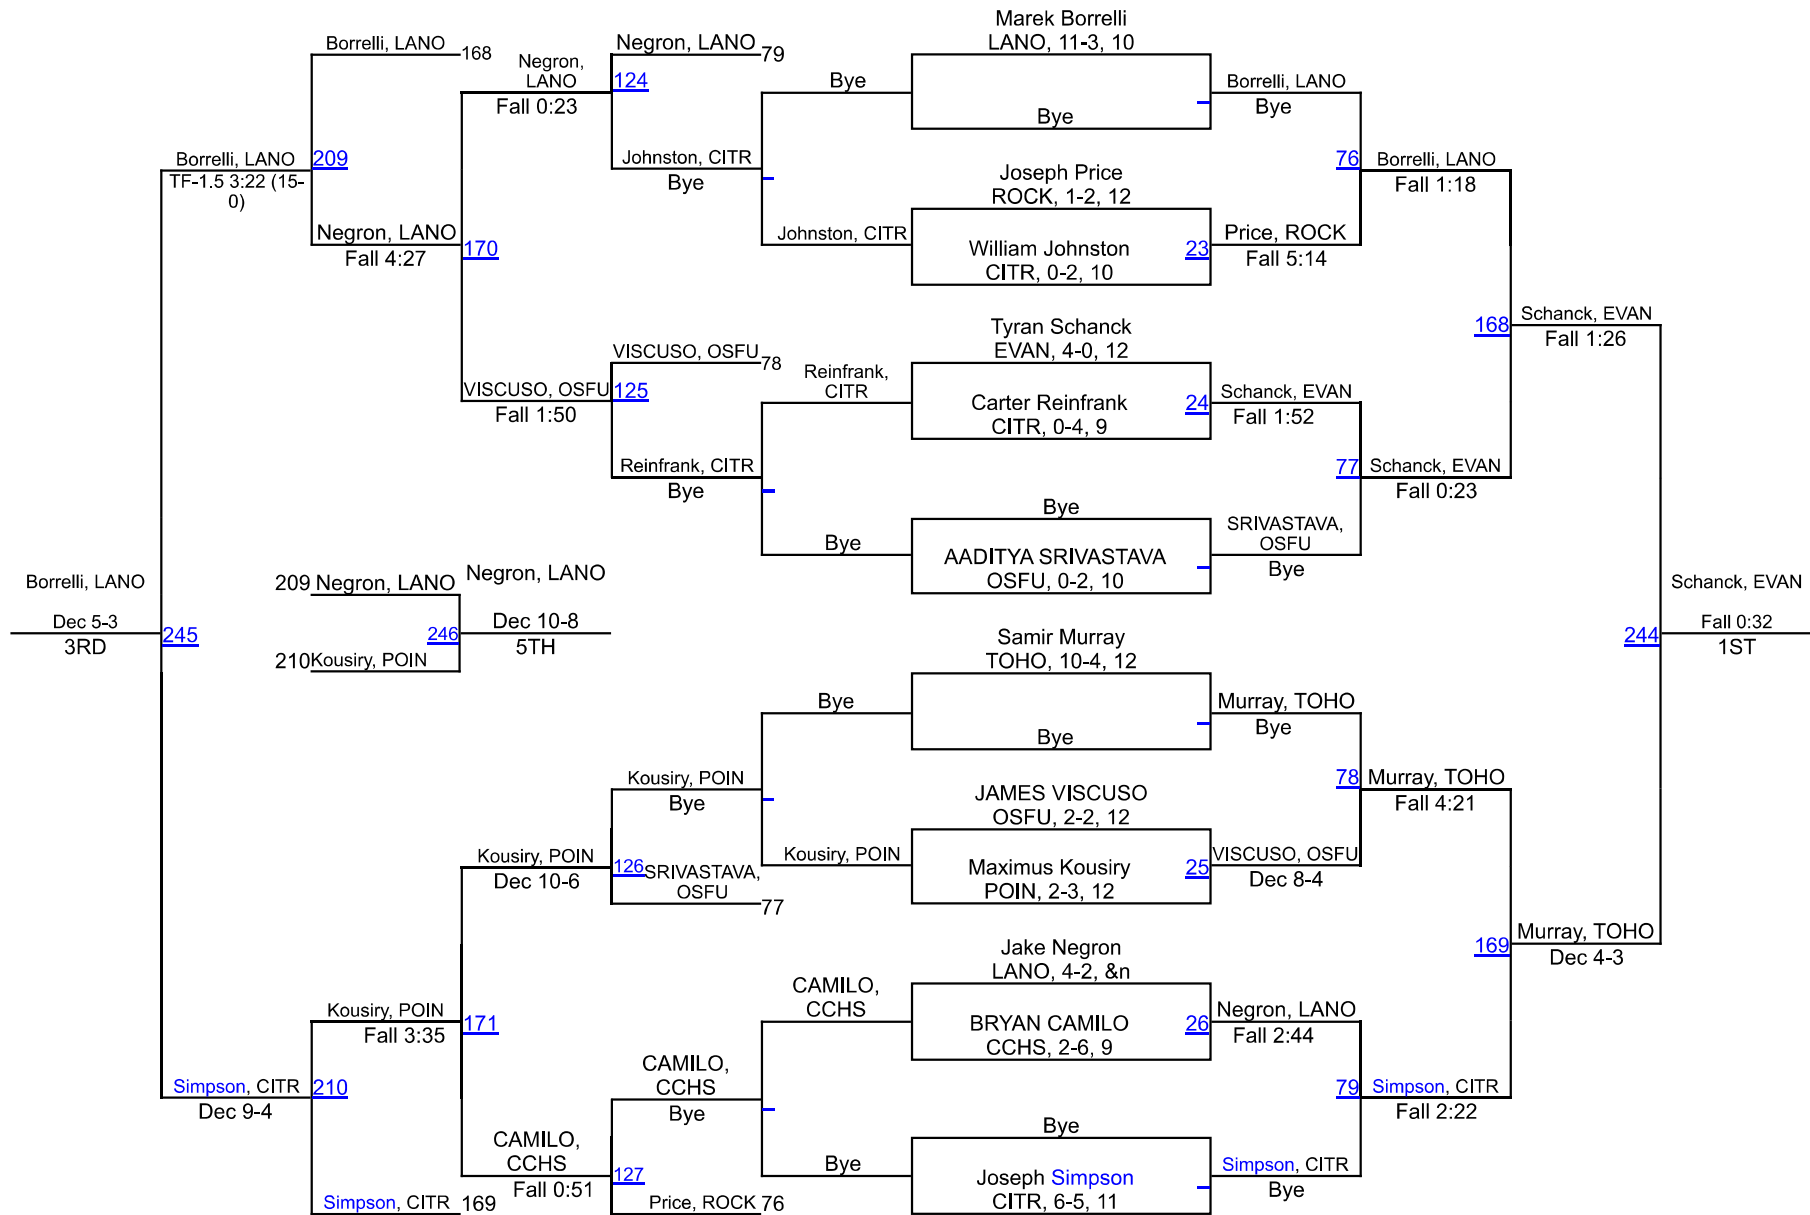 Marek Borrelli
LANO, 11-3, 10
Borrelli, LANO
168
Negron, LANO
79
Negron,
LANO
124
Fall 0:23
Bye
Borrelli, LANO
Bye
Bye
Johnston, CITR
Bye
Borrelli, LANO
209
TF-1.5 3:22 (15-
0)
76
Borrelli, LANO
Fall 1:18
Joseph Price
ROCK, 1-2, 12
Negron, LANO
Fall 4:27
170
Johnston, CITR
William Johnston
CITR, 0-2, 10
23
Price, ROCK
Fall 5:14
Tyran Schanck
EVAN, 4-0, 12
168
Schanck, EVAN
Fall 1:26
VISCUSO, OSFU
78
VISCUSO, OSFU
125
Fall 1:50
Reinfrank,
CITR
Carter Reinfrank
CITR, 0-4, 9
24
Schanck, EVAN
Fall 1:52
Reinfrank, CITR
Bye
77
Schanck, EVAN
Fall 0:23
Bye
Bye
AADITYA SRIVASTAVA
OSFU, 0-2, 10
SRIVASTAVA,
OSFU
Bye
Borrelli, LANO
Dec 5-3
3RD
245
209
Negron, LANO
Negron, LANO
246
Dec 10-8
5TH
210
Kousiry, POIN
Schanck, EVAN
244
Fall 0:32
1ST
Samir Murray
TOHO, 10-4, 12
Bye
Bye
Murray, TOHO
Bye
Kousiry, POIN
Bye
78
Murray, TOHO
Fall 4:21
JAMES VISCUSO
OSFU, 2-2, 12
Kousiry, POIN
Dec 10-6
126
SRIVASTAVA,
OSFU
77
Kousiry, POIN
Maximus Kousiry
POIN, 2-3, 12
25
VISCUSO, OSFU
Dec 8-4
Jake Negron
LANO, 4-2, &n
169
Murray, TOHO
Dec 4-3
Kousiry, POIN
Fall 3:35
171
CAMILO,
CCHS
BRYAN CAMILO
CCHS, 2-6, 9
26
Negron, LANO
Fall 2:44
Simpson, CITR
210
Dec 9-4
CAMILO,
CCHS
Bye
79
Simpson, CITR
Fall 2:22
CAMILO,
CCHS
Fall 0:51
127
Bye
Bye
Joseph Simpson
CITR, 6-5, 11
Simpson, CITR
Bye
Simpson, CITR
169
Price, ROCK
76